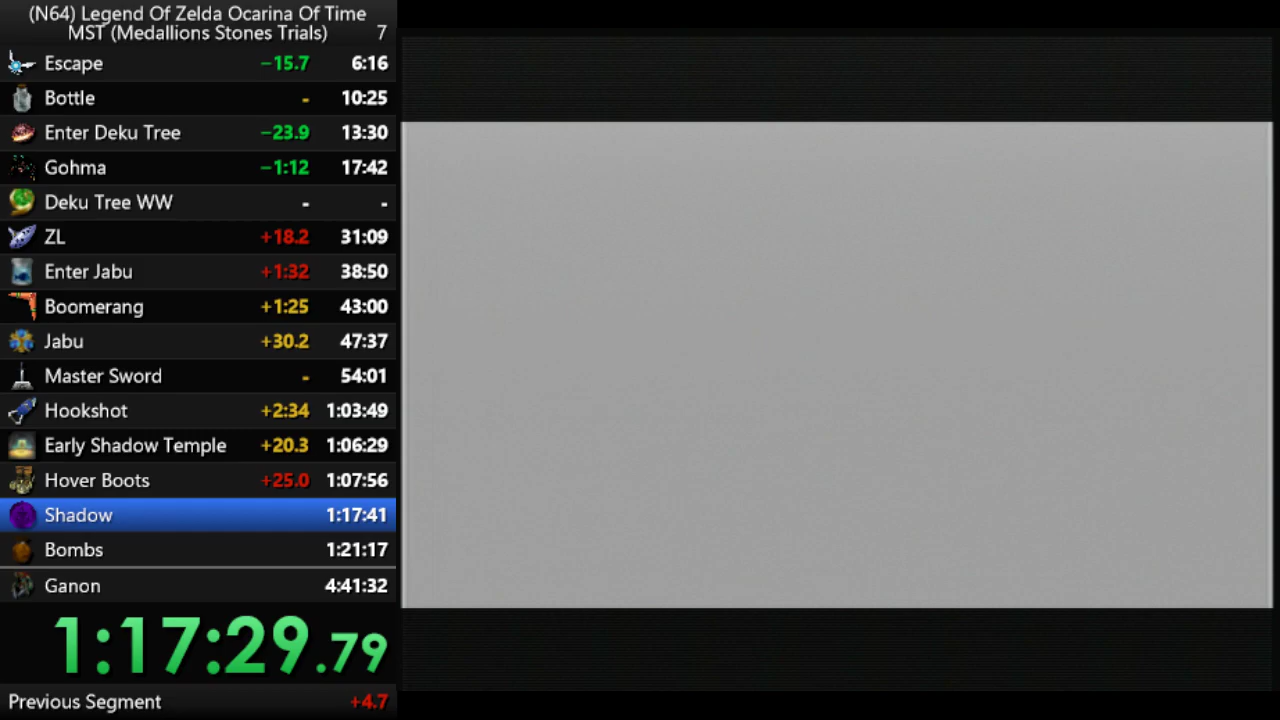 (N64) Legend Of Zelda Ocarina Of Time
MST (Medallions Stones Trials) 7
Escape -15.7 6:16
Bottle - 10:25
Enter Deku Tree -23.9 13:30
Gohma -1:12 17:42
Deku Tree WW - -
ZL +18.2 31:09
Enter Jabu +1:32 38:50
Boomerang +1:25 43:00
Jabu +30.2 47:37
Master Sword - 54:01
Hookshot +2:34 1:03:49
Early Shadow Temple +20.3 1:06:29
Hover Boots +25.0 1:07:56
Shadow 1:17:41
Bombs 1:21:17
Ganon 4:41:32
1:17:29.79
Previous Segment +4.7